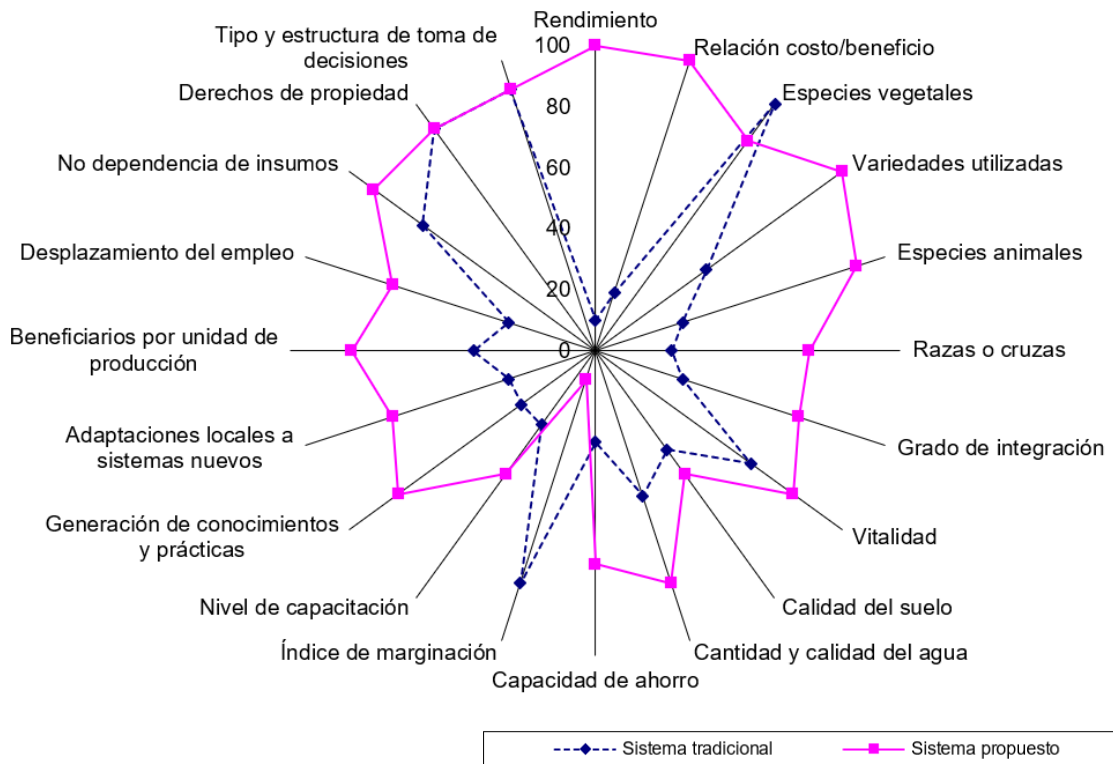 Rendimiento
Tipo y estructura de toma de
decisiones
100
Relación costo/beneficio
Derechos de propiedad
80
Especies vegetales
No dependencia de insumos
60
Variedades utilizadas
40
Desplazamiento del empleo
Especies animales
20
Beneficiarios por unidad de
producción
0
Razas o cruzas
Adaptaciones locales a
sistemas nuevos
Grado de integración
Generación de conocimientos
y prácticas
Vitalidad
Nivel de capacitación
Calidad del suelo
Índice de marginación
Cantidad y calidad del agua
Capacidad de ahorro
Sistema tradicional
Sistema propuesto